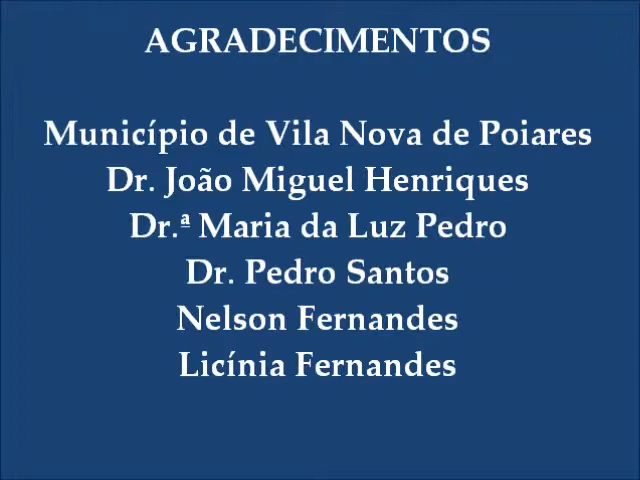 AGRADECIMENTOS
Município de Vila Nova de Poiares
Dr. João Miguel Henriques
Dr.ª Maria da Luz Pedro
Dr. Pedro Santos
Nelson Fernandes
Licínia Fernandes